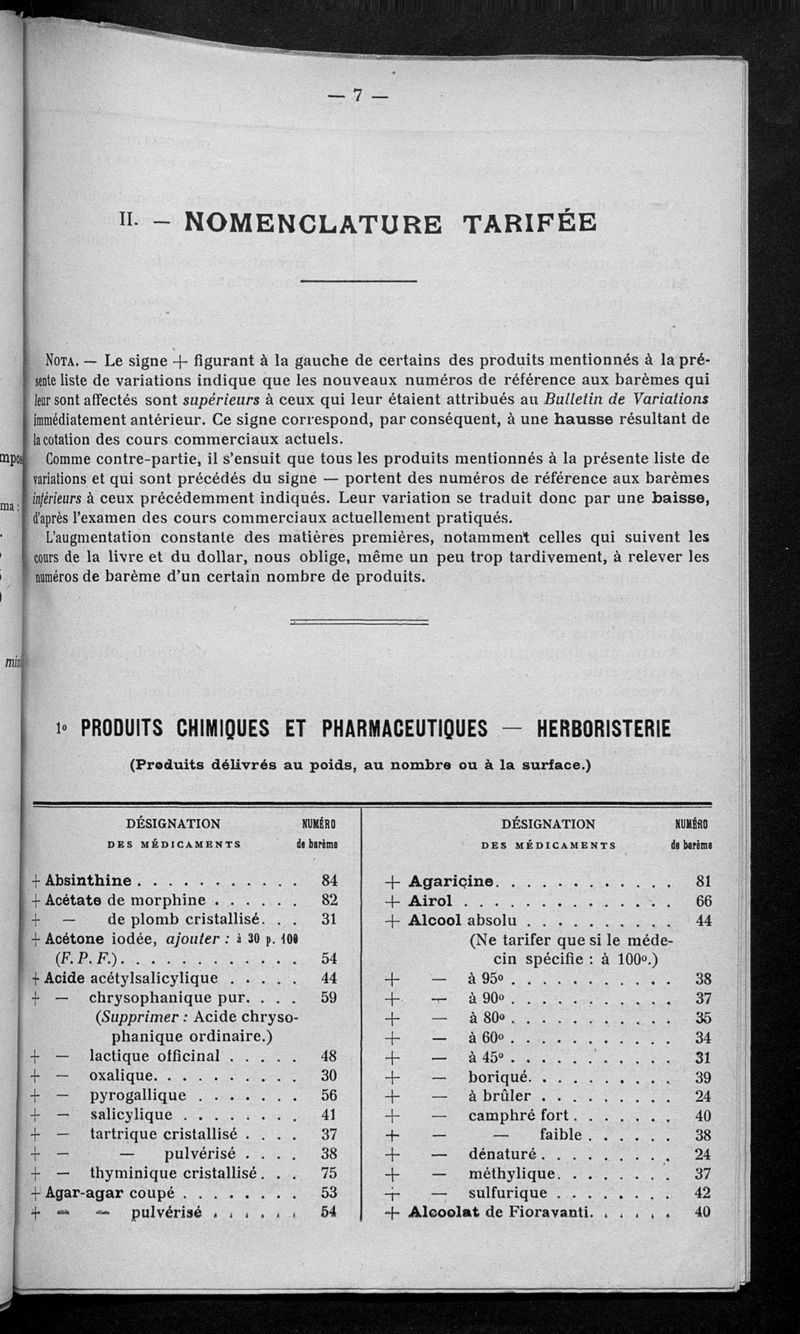 — 7 —
II. — NOMENCLATURE TARIFÉE
NOTA. — Le signe + figurant à la gauche de certains des produits mentionnés à la pré-
sente liste de variations indique que les nouveaux numéros de référence aux barèmes qui
leur sont affectés sont supérieurs à ceux qui leur étaient attribués au Bulletin de Variations
immédiatement antérieur. Ce signe correspond, par conséquent, à une hausse résultant de
la cotation des cours commerciaux actuels.
Comme contre-partie, il s'ensuit que tous les produits mentionnés à la présente liste de
variations et qui sont précédés du signe — portent des numéros de référence aux barèmes
inférieurs à ceux précédemment indiqués. Leur variation se traduit donc par une baisse,
d'après l'examen des cours commerciaux actuellement pratiqués.
L'augmentation constante des matières premières, notamment celles qui suivent les
cours de la livre et du dollar, nous oblige, même un peu trop tardivement, à relever les
numéros de barème d'un certain nombre de produits.
1º PRODUITS CHIMIQUES ET PHARMACEUTIQUES — HERBORISTERIE
(Produits délivrés au poids, au nombre ou à la surface.)
DÉSIGNATION NUMÉRO
DES MÉDICAMENTS de barème
+ Absinthine . . . . . . . . . . . 84
+ Acétate de morphine . . . . . . 82
+ — de plomb cristallisé. . . 31
+ Acétone iodée, ajouter : à 30 p. 100
(F. P. F.). . . . . . . . . . . . 54
+ Acide acétylsalicylique . . . . . 44
+ — chrysophanique pur. . . . 59
(Supprimer : Acide chryso-
phanique ordinaire.)
+ — lactique officinal . . . . . 48
+ — oxalique. . . . . . . . . . 30
+ — pyrogallique . . . . . . . 56
+ — salicylique . . . . . . . . 41
+ — tartrique cristallisé . . . . 37
+ — — pulvérisé . . . . 38
+ — thyminique cristallisé. . . 75
+ Agar-agar coupé . . . . . . . . 53
+ — — pulvérisé . . . . . . 54
DÉSIGNATION NUMÉRO
DES MÉDICAMENTS de barème
+ Agaricine. . . . . . . . . . . . 81
+ Airol . . . . . . . . . . . . . . 66
+ Alcool absolu . . . . . . . . . . 44
(Ne tarifer que si le méde-
cin spécifie : à 100º.)
+ — à 95º . . . . . . . . . . . 38
+ — à 90º . . . . . . . . . . . 37
+ — à 80º . . . . . . . . . . . 35
+ — à 60º . . . . . . . . . . . 34
+ — à 45º . . . . . . . . . . . 31
+ — boriqué. . . . . . . . . . 39
+ — à brûler . . . . . . . . . 24
+ — camphré fort. . . . . . . 40
+ — — faible . . . . . . 38
+ — dénaturé . . . . . . . . . 24
+ — méthylique. . . . . . . . 37
+ — sulfurique . . . . . . . . 42
+ Alcoolat de Fioravanti. . . . . . 40